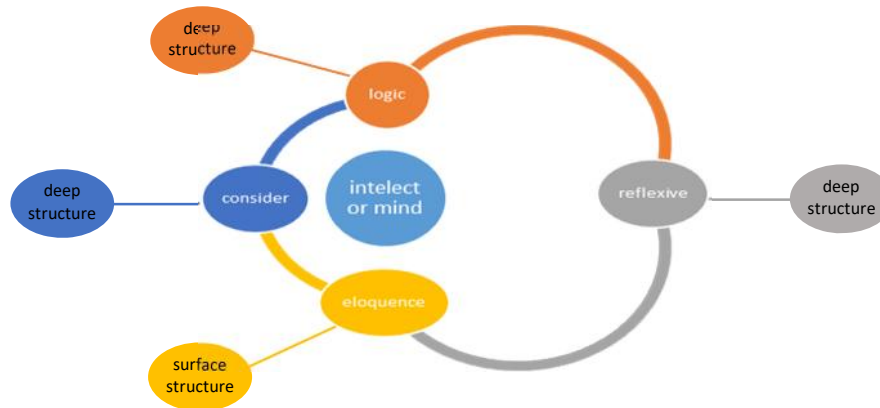 deep
structure
logic
deep
structure
consider
intelect
or mind
reflexive
deep
structure
eloquence
surface
structure